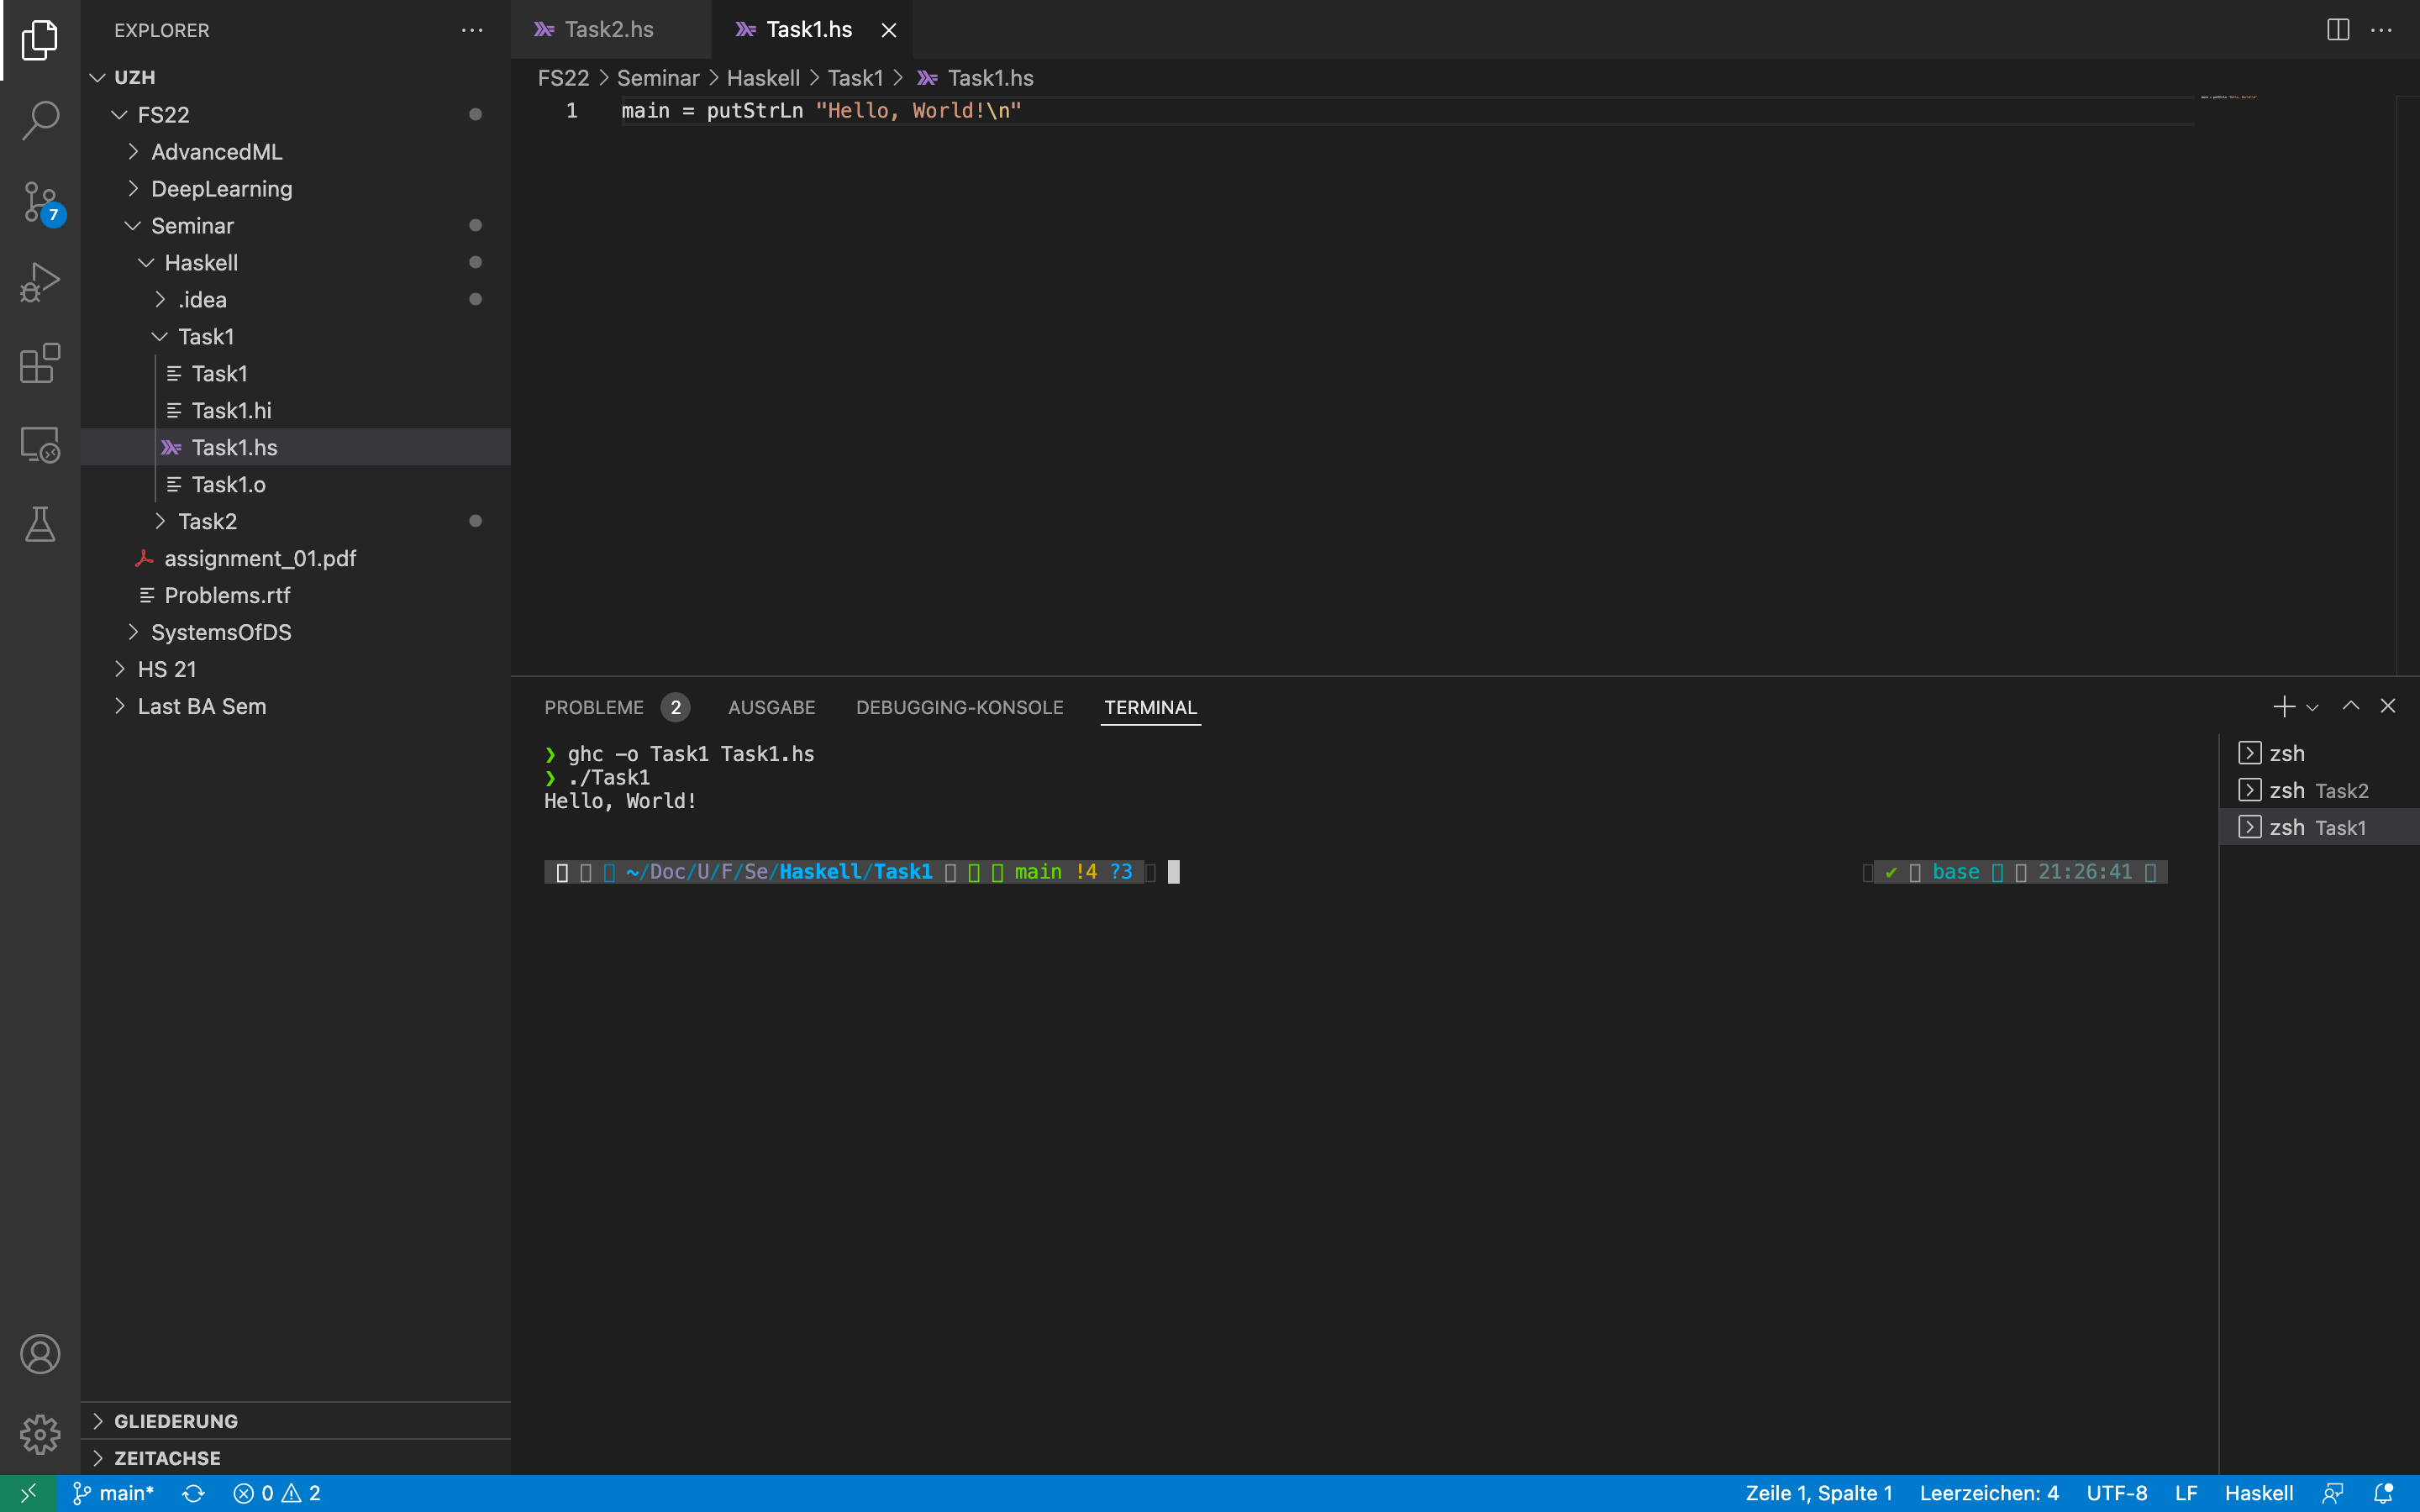 EXPLORER
UZH
FS22
AdvancedML
DeepLearning
Seminar
Haskell
.idea
Task1
Task1
Task1.hi
Task1.hs
Task1.o
Task2
assignment_01.pdf
Problems.rtf
SystemsOfDS
HS 21
Last BA Sem
GLIEDERUNG
ZEITACHSE
7
Task2.hs
Task1.hs
FS22 > Seminar > Haskell > Task1 > Task1.hs
1 main = putStrLn "Hello, World!\n"
PROBLEME 2 AUSGABE DEBUGGING-KONSOLE TERMINAL
❯ ghc -o Task1 Task1.hs
❯ ./Task1
Hello, World!
~/Doc/U/F/Se/Haskell/Task1 main !4 ?3
✔ base 21:26:41
zsh
zsh Task2
zsh Task1
main* 0 2
Zeile 1, Spalte 1 Leerzeichen: 4 UTF-8 LF Haskell